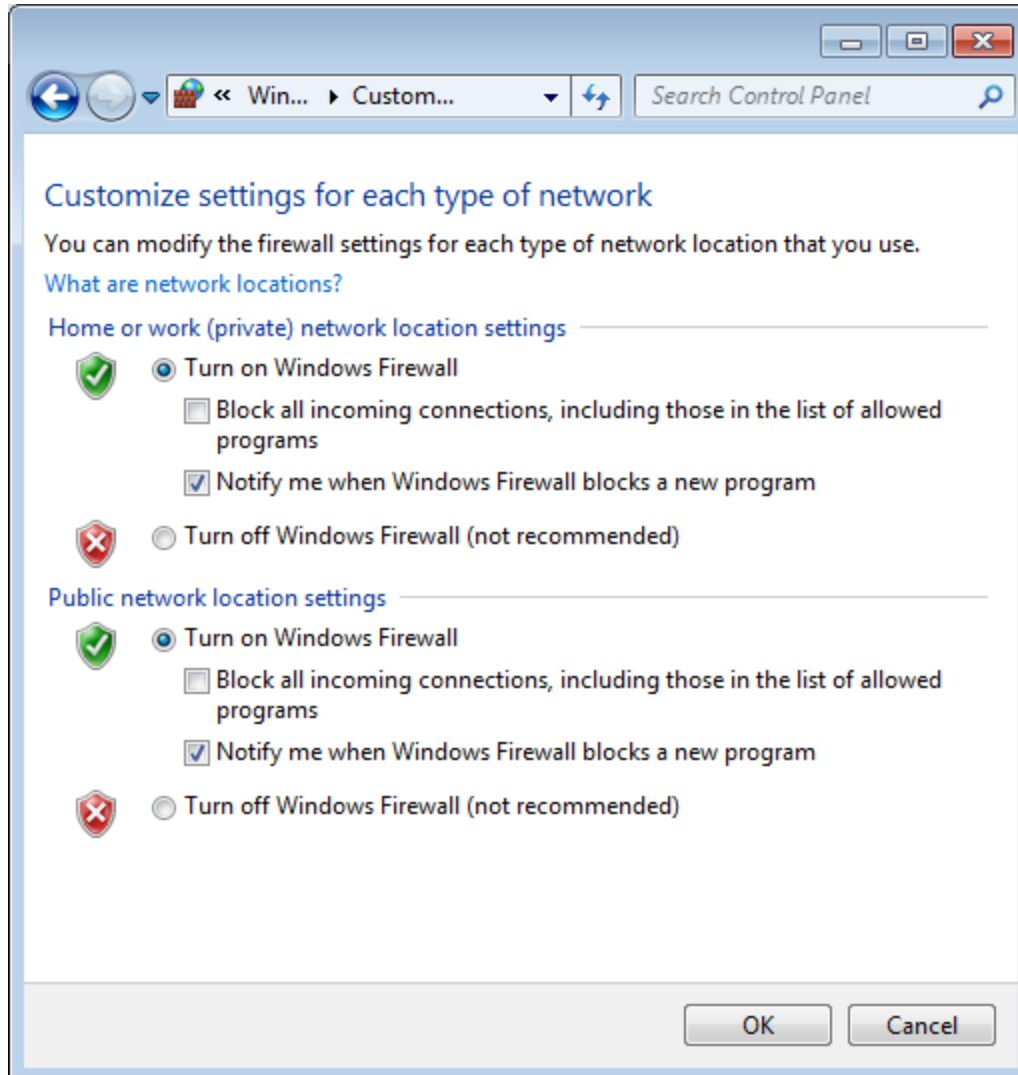 « Win... Custom... Search Control Panel
Customize settings for each type of network
You can modify the firewall settings for each type of network location that you use.
What are network locations?
Home or work (private) network location settings
Turn on Windows Firewall
Block all incoming connections, including those in the list of allowed
programs
Notify me when Windows Firewall blocks a new program
Turn off Windows Firewall (not recommended)
Public network location settings
Turn on Windows Firewall
Block all incoming connections, including those in the list of allowed
programs
Notify me when Windows Firewall blocks a new program
Turn off Windows Firewall (not recommended)
OK Cancel